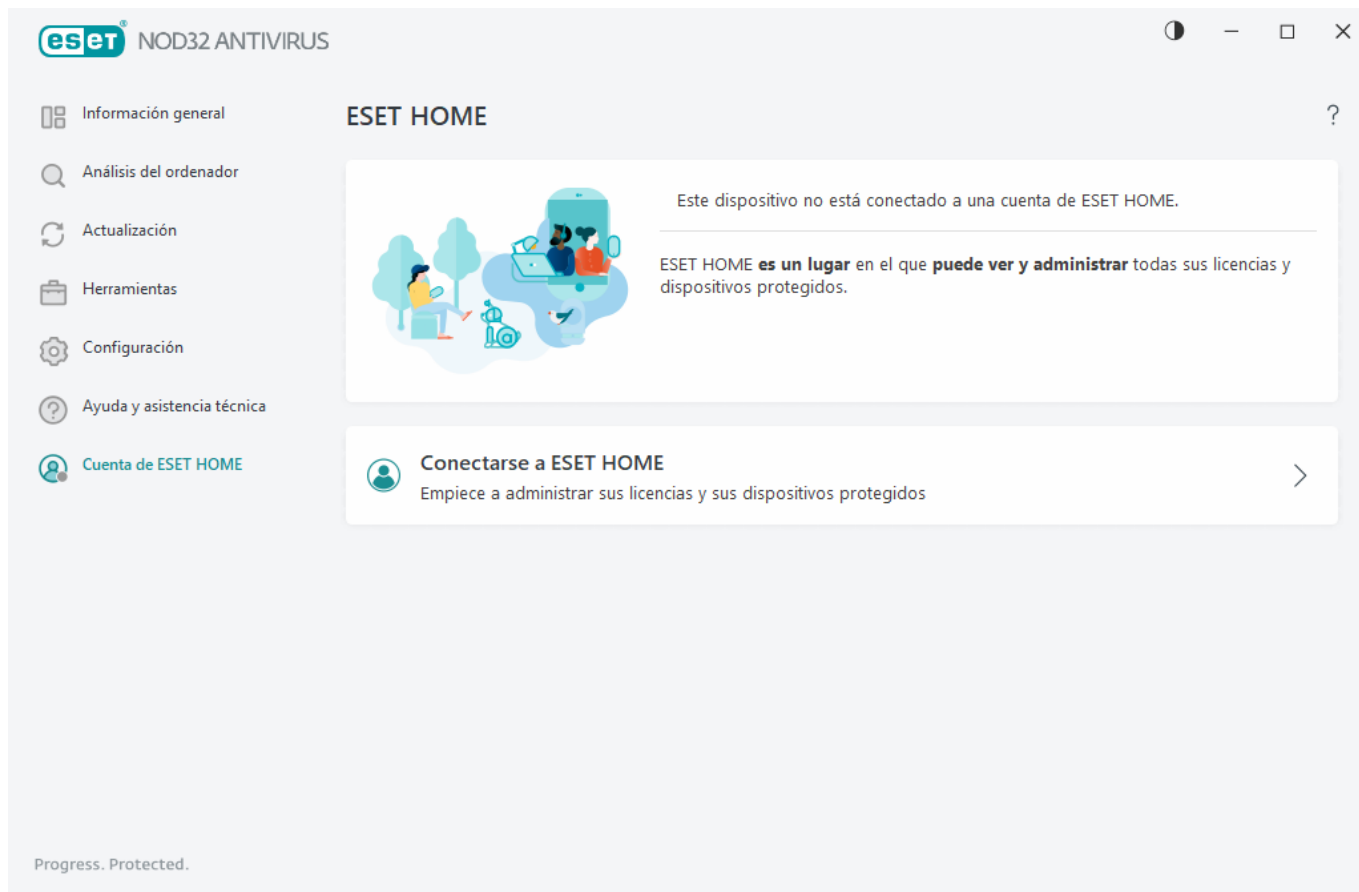 eset® NOD32 ANTIVIRUS
Información general
Análisis del ordenador
Actualización
Herramientas
Configuración
Ayuda y asistencia técnica
Cuenta de ESET HOME
ESET HOME
?
Este dispositivo no está conectado a una cuenta de ESET HOME.
ESET HOME es un lugar en el que puede ver y administrar todas sus licencias y
dispositivos protegidos.
Conectarse a ESET HOME
Empiece a administrar sus licencias y sus dispositivos protegidos
Progress. Protected.